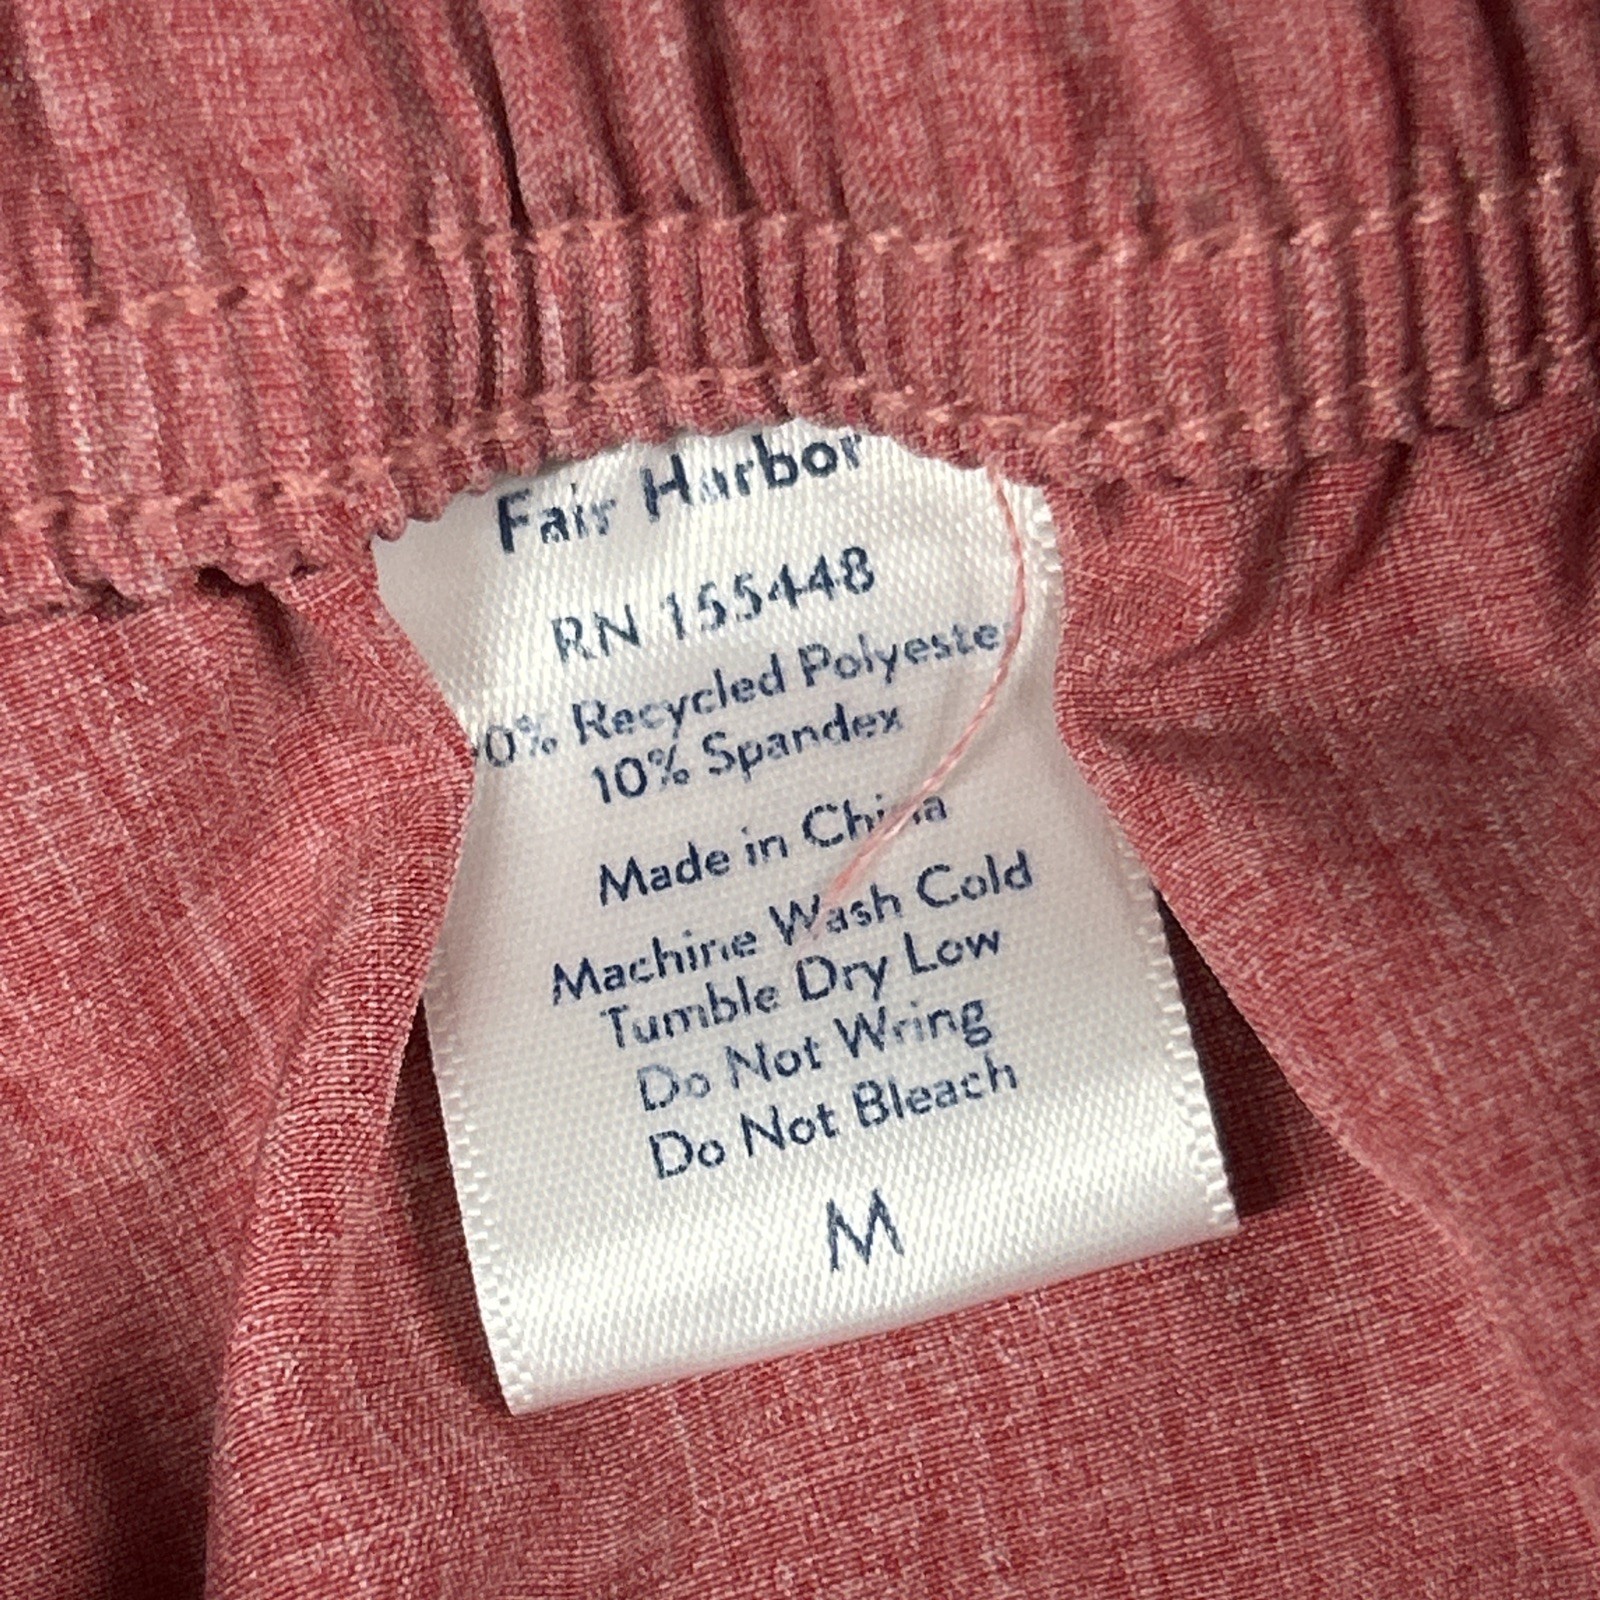 Fair Harbor
RN 155448
0% Recycled Polyester
10% Spandex
Made in China
Machine Wash Cold
Tumble Dry Low
Do Not Wring
Do Not Bleach
M